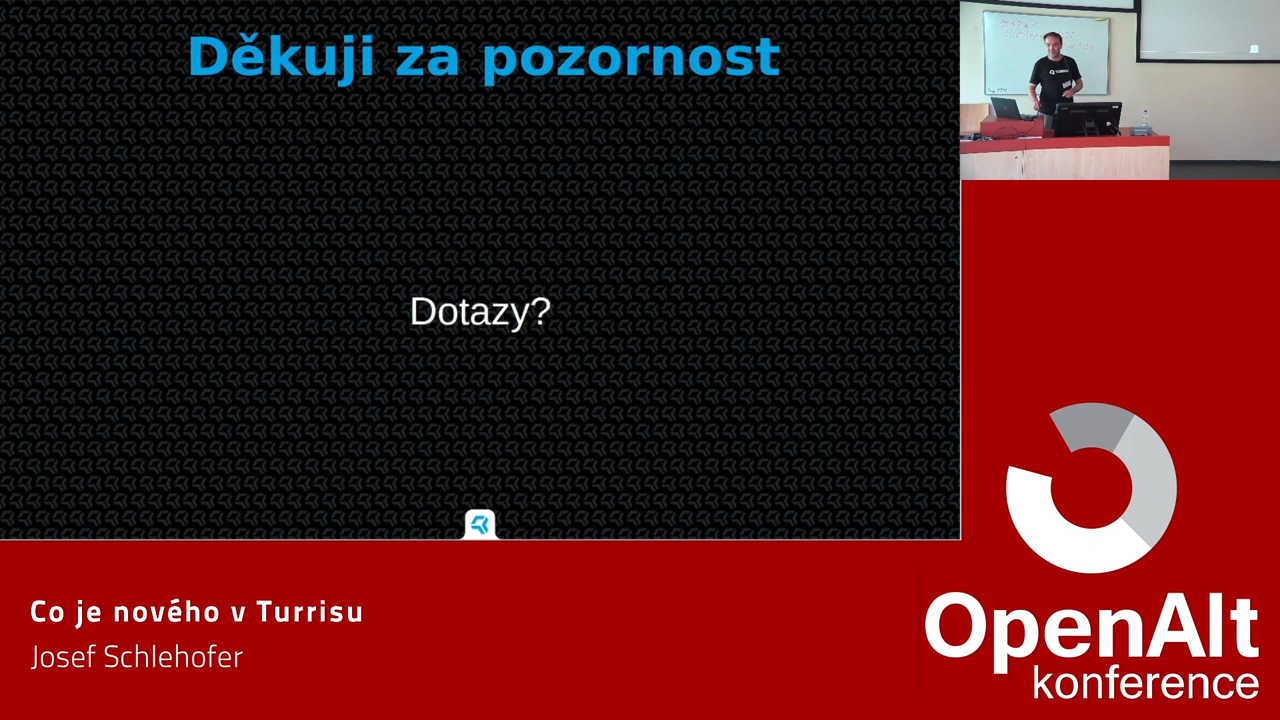 Děkuji za pozornost
Dotazy?
Co je nového v Turrisu
Josef Schlehofer
OpenAlt
konference